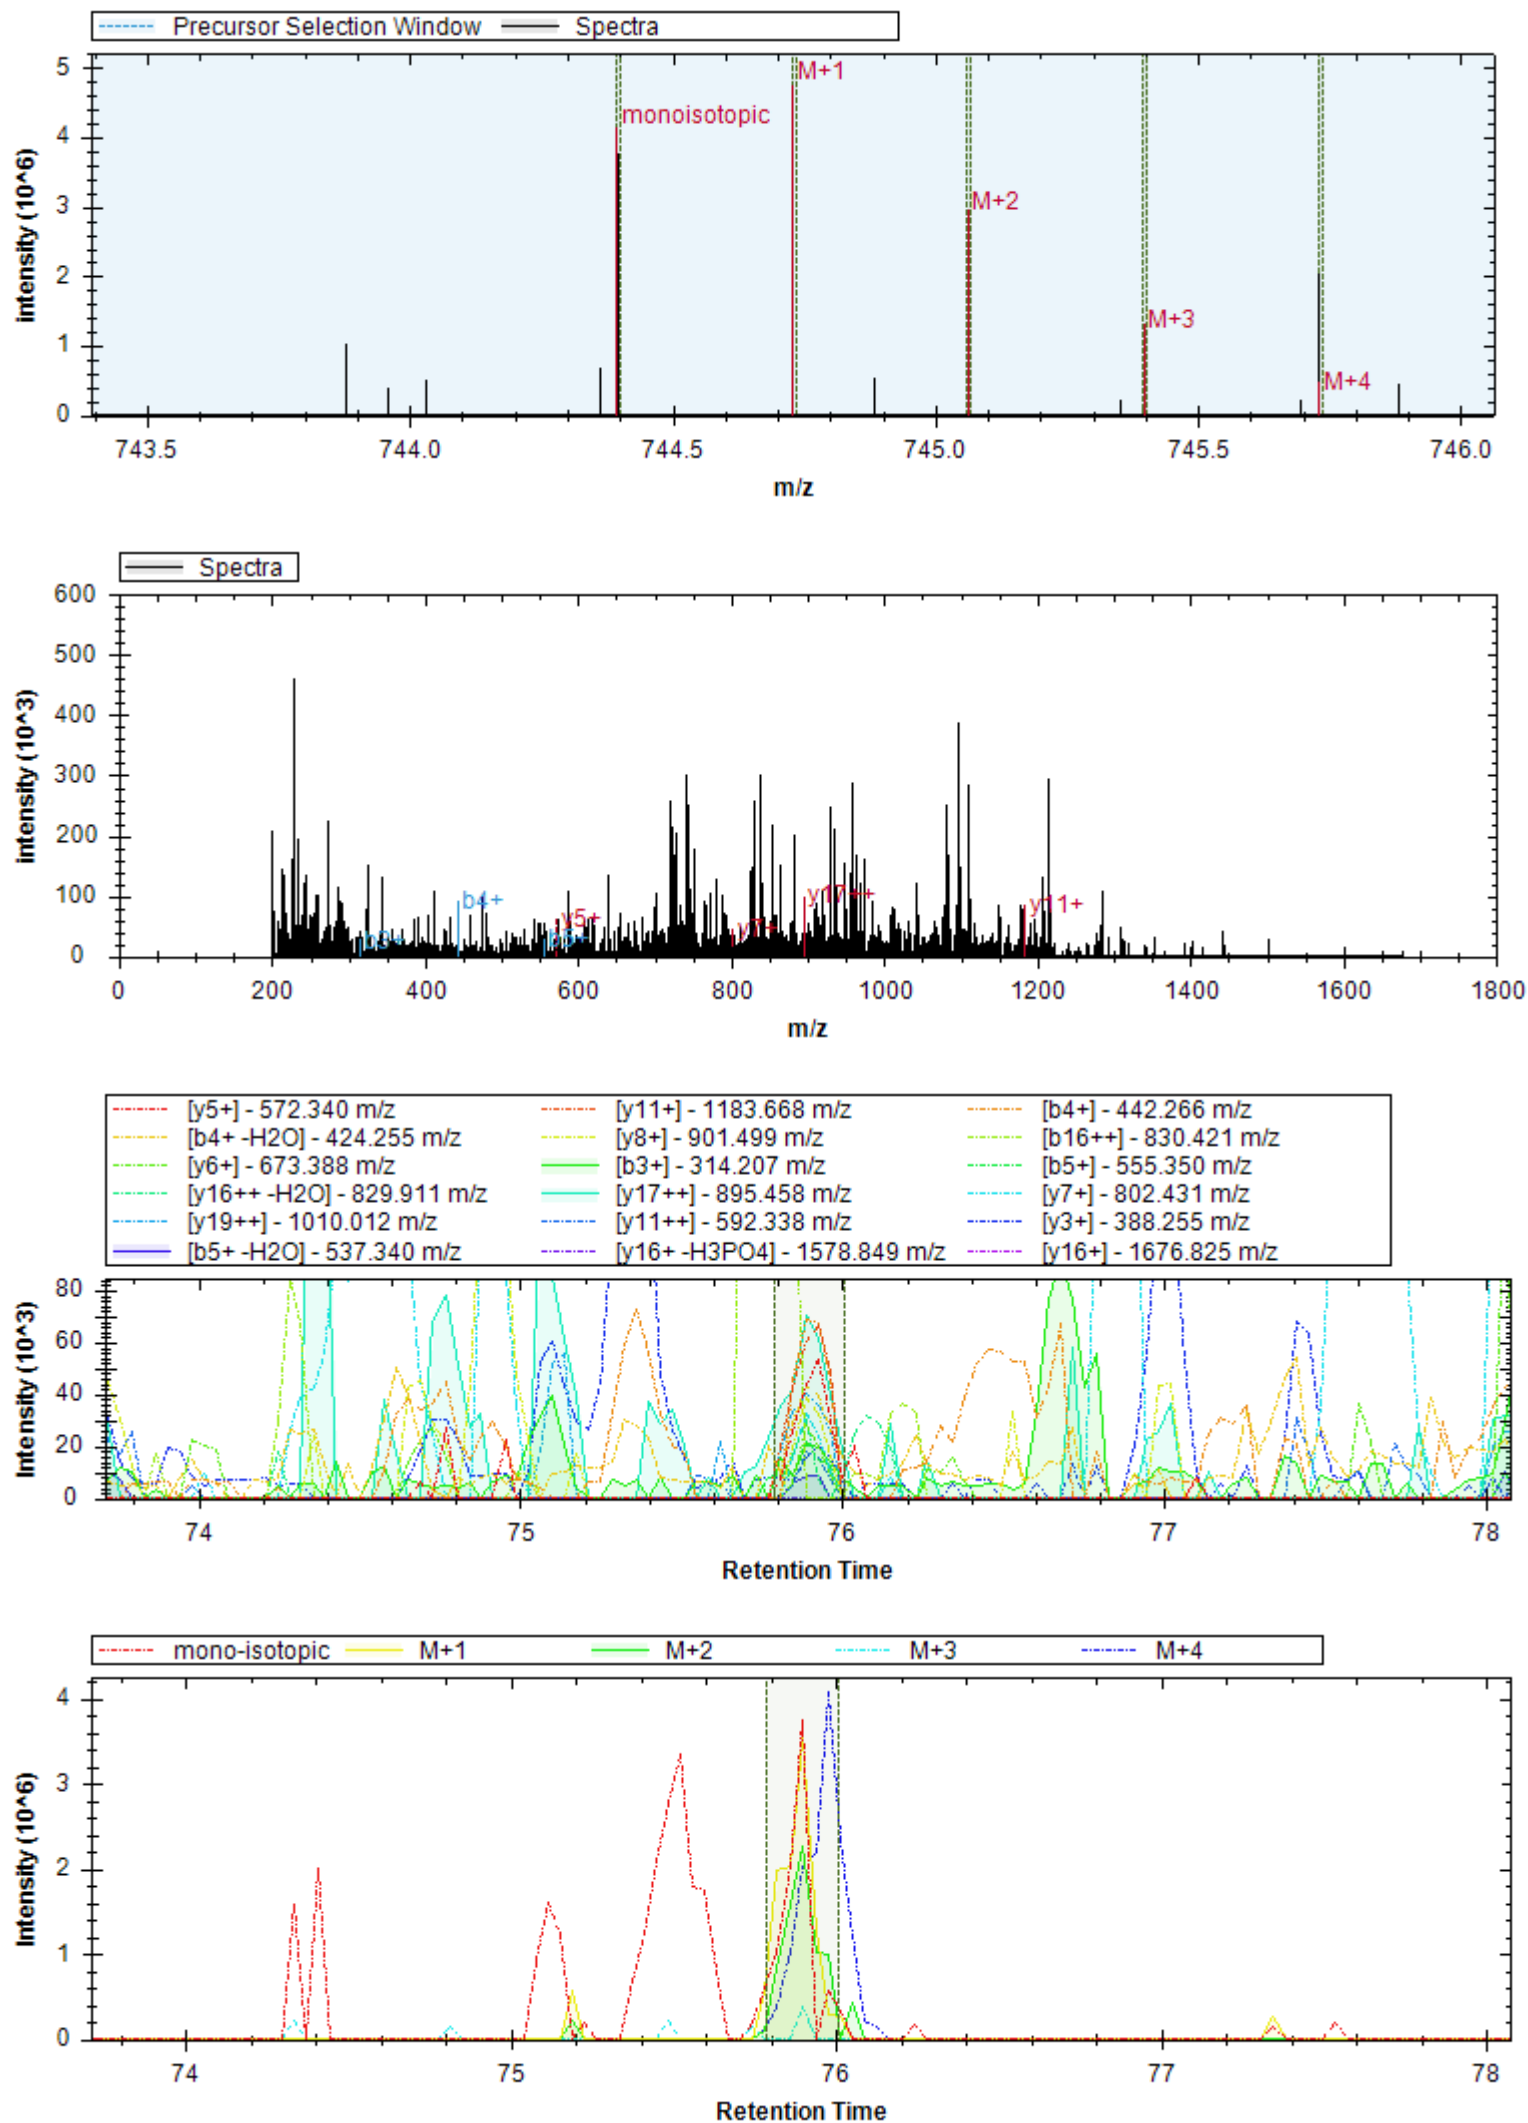 Precursor Selection Window Spectra
5
4
3
2
1
0
intensity (10^6)
monoisotopic
M+1
M+2
M+3
M+4
743.5 744.0 744.5 745.0 745.5 746.0
m/z
Spectra
600
500
400
300
200
100
0
intensity (10^3)
b3+
b4+
b5+
y5+
y7+
y17++
y11+
0 200 400 600 800 1000 1200 1400 1600 1800
m/z
[y5+] - 572.340 m/z [y11+] - 1183.668 m/z [b4+] - 442.266 m/z
[b4+ -H2O] - 424.255 m/z [y8+] - 901.499 m/z [b16++] - 830.421 m/z
[y6+] - 673.388 m/z [b3+] - 314.207 m/z [b5+] - 555.350 m/z
[y16++ -H2O] - 829.911 m/z [y17++] - 895.458 m/z [y7+] - 802.431 m/z
[y19++] - 1010.012 m/z [y11++] - 592.338 m/z [y3+] - 388.255 m/z
[b5+ -H2O] - 537.340 m/z [y16+ -H3PO4] - 1578.849 m/z [y16+] - 1676.825 m/z
80
60
40
20
0
Intensity (10^3)
74 75 76 77 78
Retention Time
mono-isotopic M+1 M+2 M+3 M+4
4
3
2
1
0
Intensity (10^6)
74 75 76 77 78
Retention Time